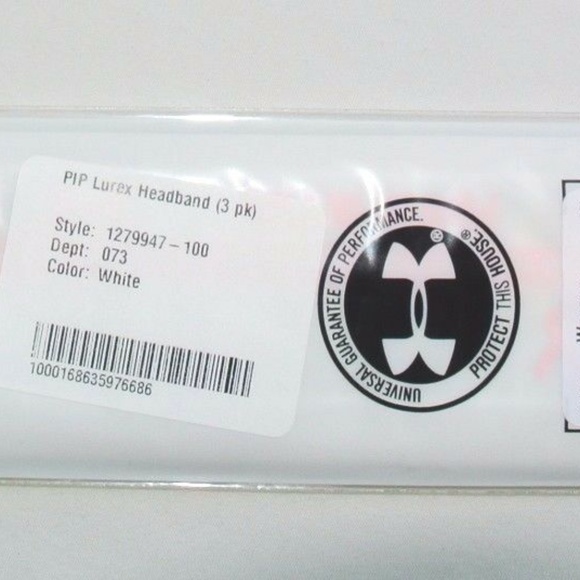 PIP Lurex Headband (3 pk)
Style: 1279947-100
Dept: 073
Color: White
1000168635976686
UNIVERSAL GUARANTEE OF PERFORMANCE.
PROTECT THIS HOUSE.®
®